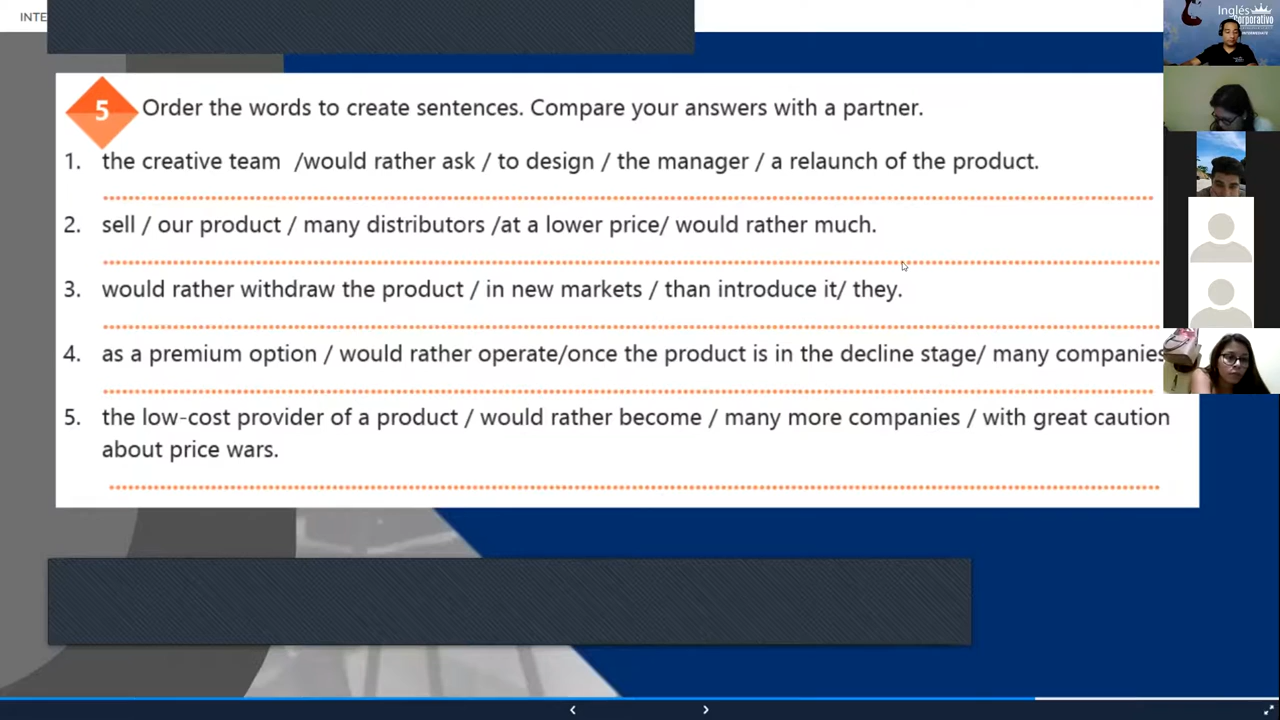 INTE
5 Order the words to create sentences. Compare your answers with a partner.
1. the creative team /would rather ask / to design / the manager / a relaunch of the product.
2. sell / our product / many distributors /at a lower price/ would rather much.
3. would rather withdraw the product / in new markets / than introduce it/ they.
4. as a premium option / would rather operate/once the product is in the decline stage/ many companies
5. the low-cost provider of a product / would rather become / many more companies / with great caution
about price wars.
Inglés
Corporativo